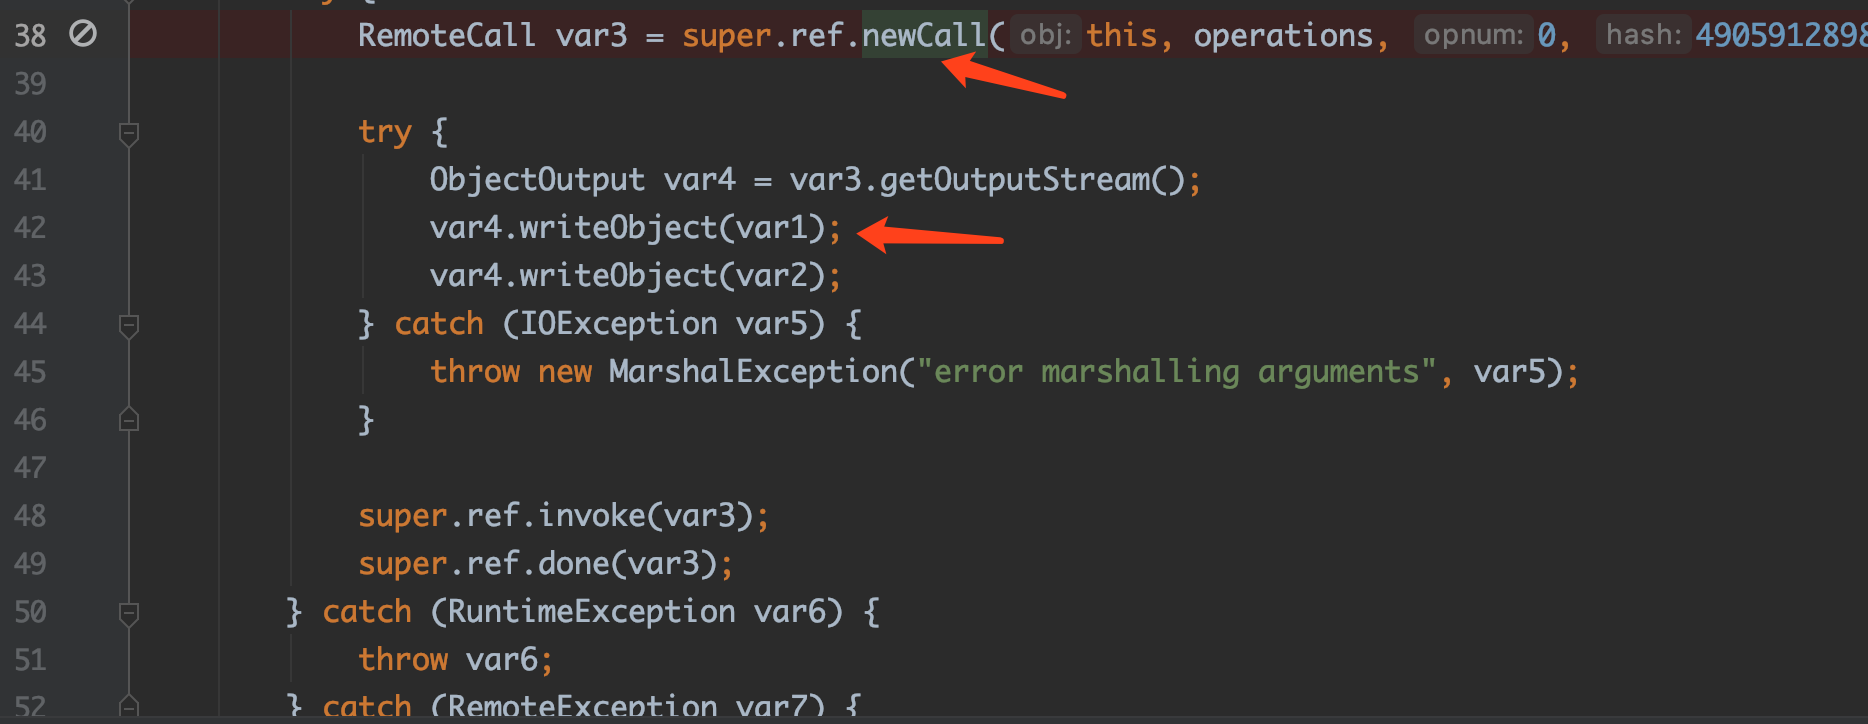 38 RemoteCall var3 = super.ref.newCall( obj: this, operations, opnum: 0, hash: 4905912898
39
40 try {
41 ObjectOutput var4 = var3.getOutputStream();
42 var4.writeObject(var1);
43 var4.writeObject(var2);
44 } catch (IOException var5) {
45 throw new MarshalException("error marshalling arguments", var5);
46 }
47
48 super.ref.invoke(var3);
49 super.ref.done(var3);
50 } catch (RuntimeException var6) {
51 throw var6;
52 } catch (RemoteException var7) {